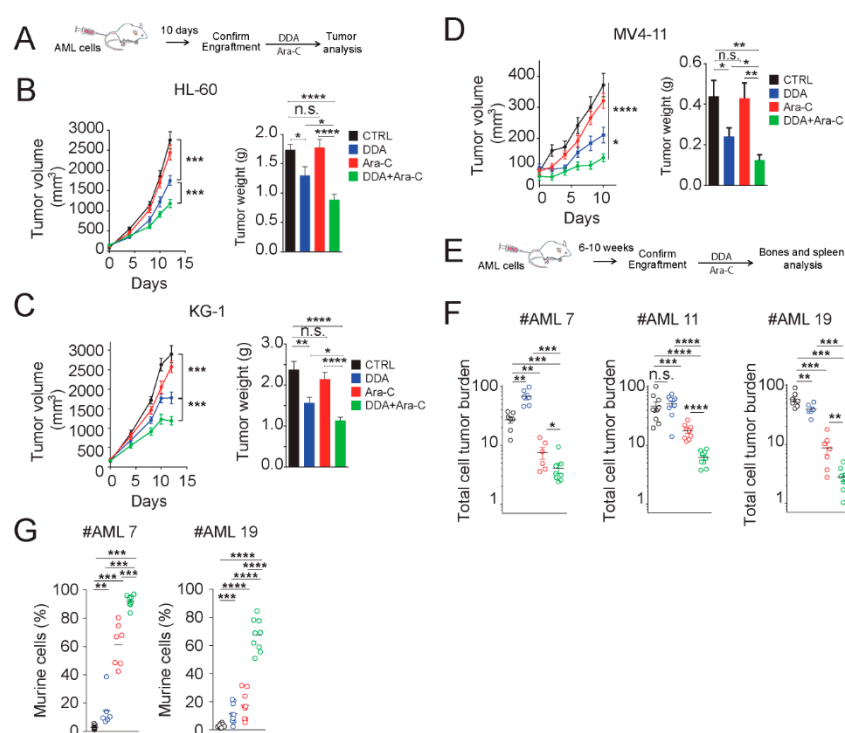 A
AML cells
10 days
Confirm
Engraftment
DDA
Ara-C
Tumor
analysis
B
HL-60
Tumor volume
(mm3)
3000
2500
2000
1500
1000
500
0
0 5 10 15
Days
***
***
Tumor weight (g)
2.0
1.5
1.0
0.5
0.0
****
n.s.
*
*
****
CTRL
DDA
Ara-C
DDA+Ara-C
C
KG-1
Tumor volume
(mm3)
3000
2500
2000
1500
1000
500
0
0 5 10 15
Days
***
***
Tumor weight (g)
3.0
2.0
1.0
0.0
****
n.s.
**
*
****
CTRL
DDA
Ara-C
DDA+Ara-C
D
MV4-11
Tumor volume
(mm3)
400
300
200
100
0
0 5 10
Days
****
*
Tumor weight (g)
0.6
0.4
0.2
0.0
**
n.s.
*
*
**
CTRL
DDA
Ara-C
DDA+Ara-C
E
AML cells
6-10 weeks
Confirm
Engraftment
DDA
Ara-C
Bones and spleen
analysis
F
#AML 7
Total cell tumor burden
100
10
1
***
***
**
**
*
#AML 11
Total cell tumor burden
100
10
1
****
****
***
n.s.
****
#AML 19
Total cell tumor burden
100
10
1
***
***
***
**
**
G
#AML 7
Murine cells (%)
100
80
60
40
20
0
***
***
***
***
**
#AML 19
Murine cells (%)
100
80
60
40
20
0
****
****
****
****
***